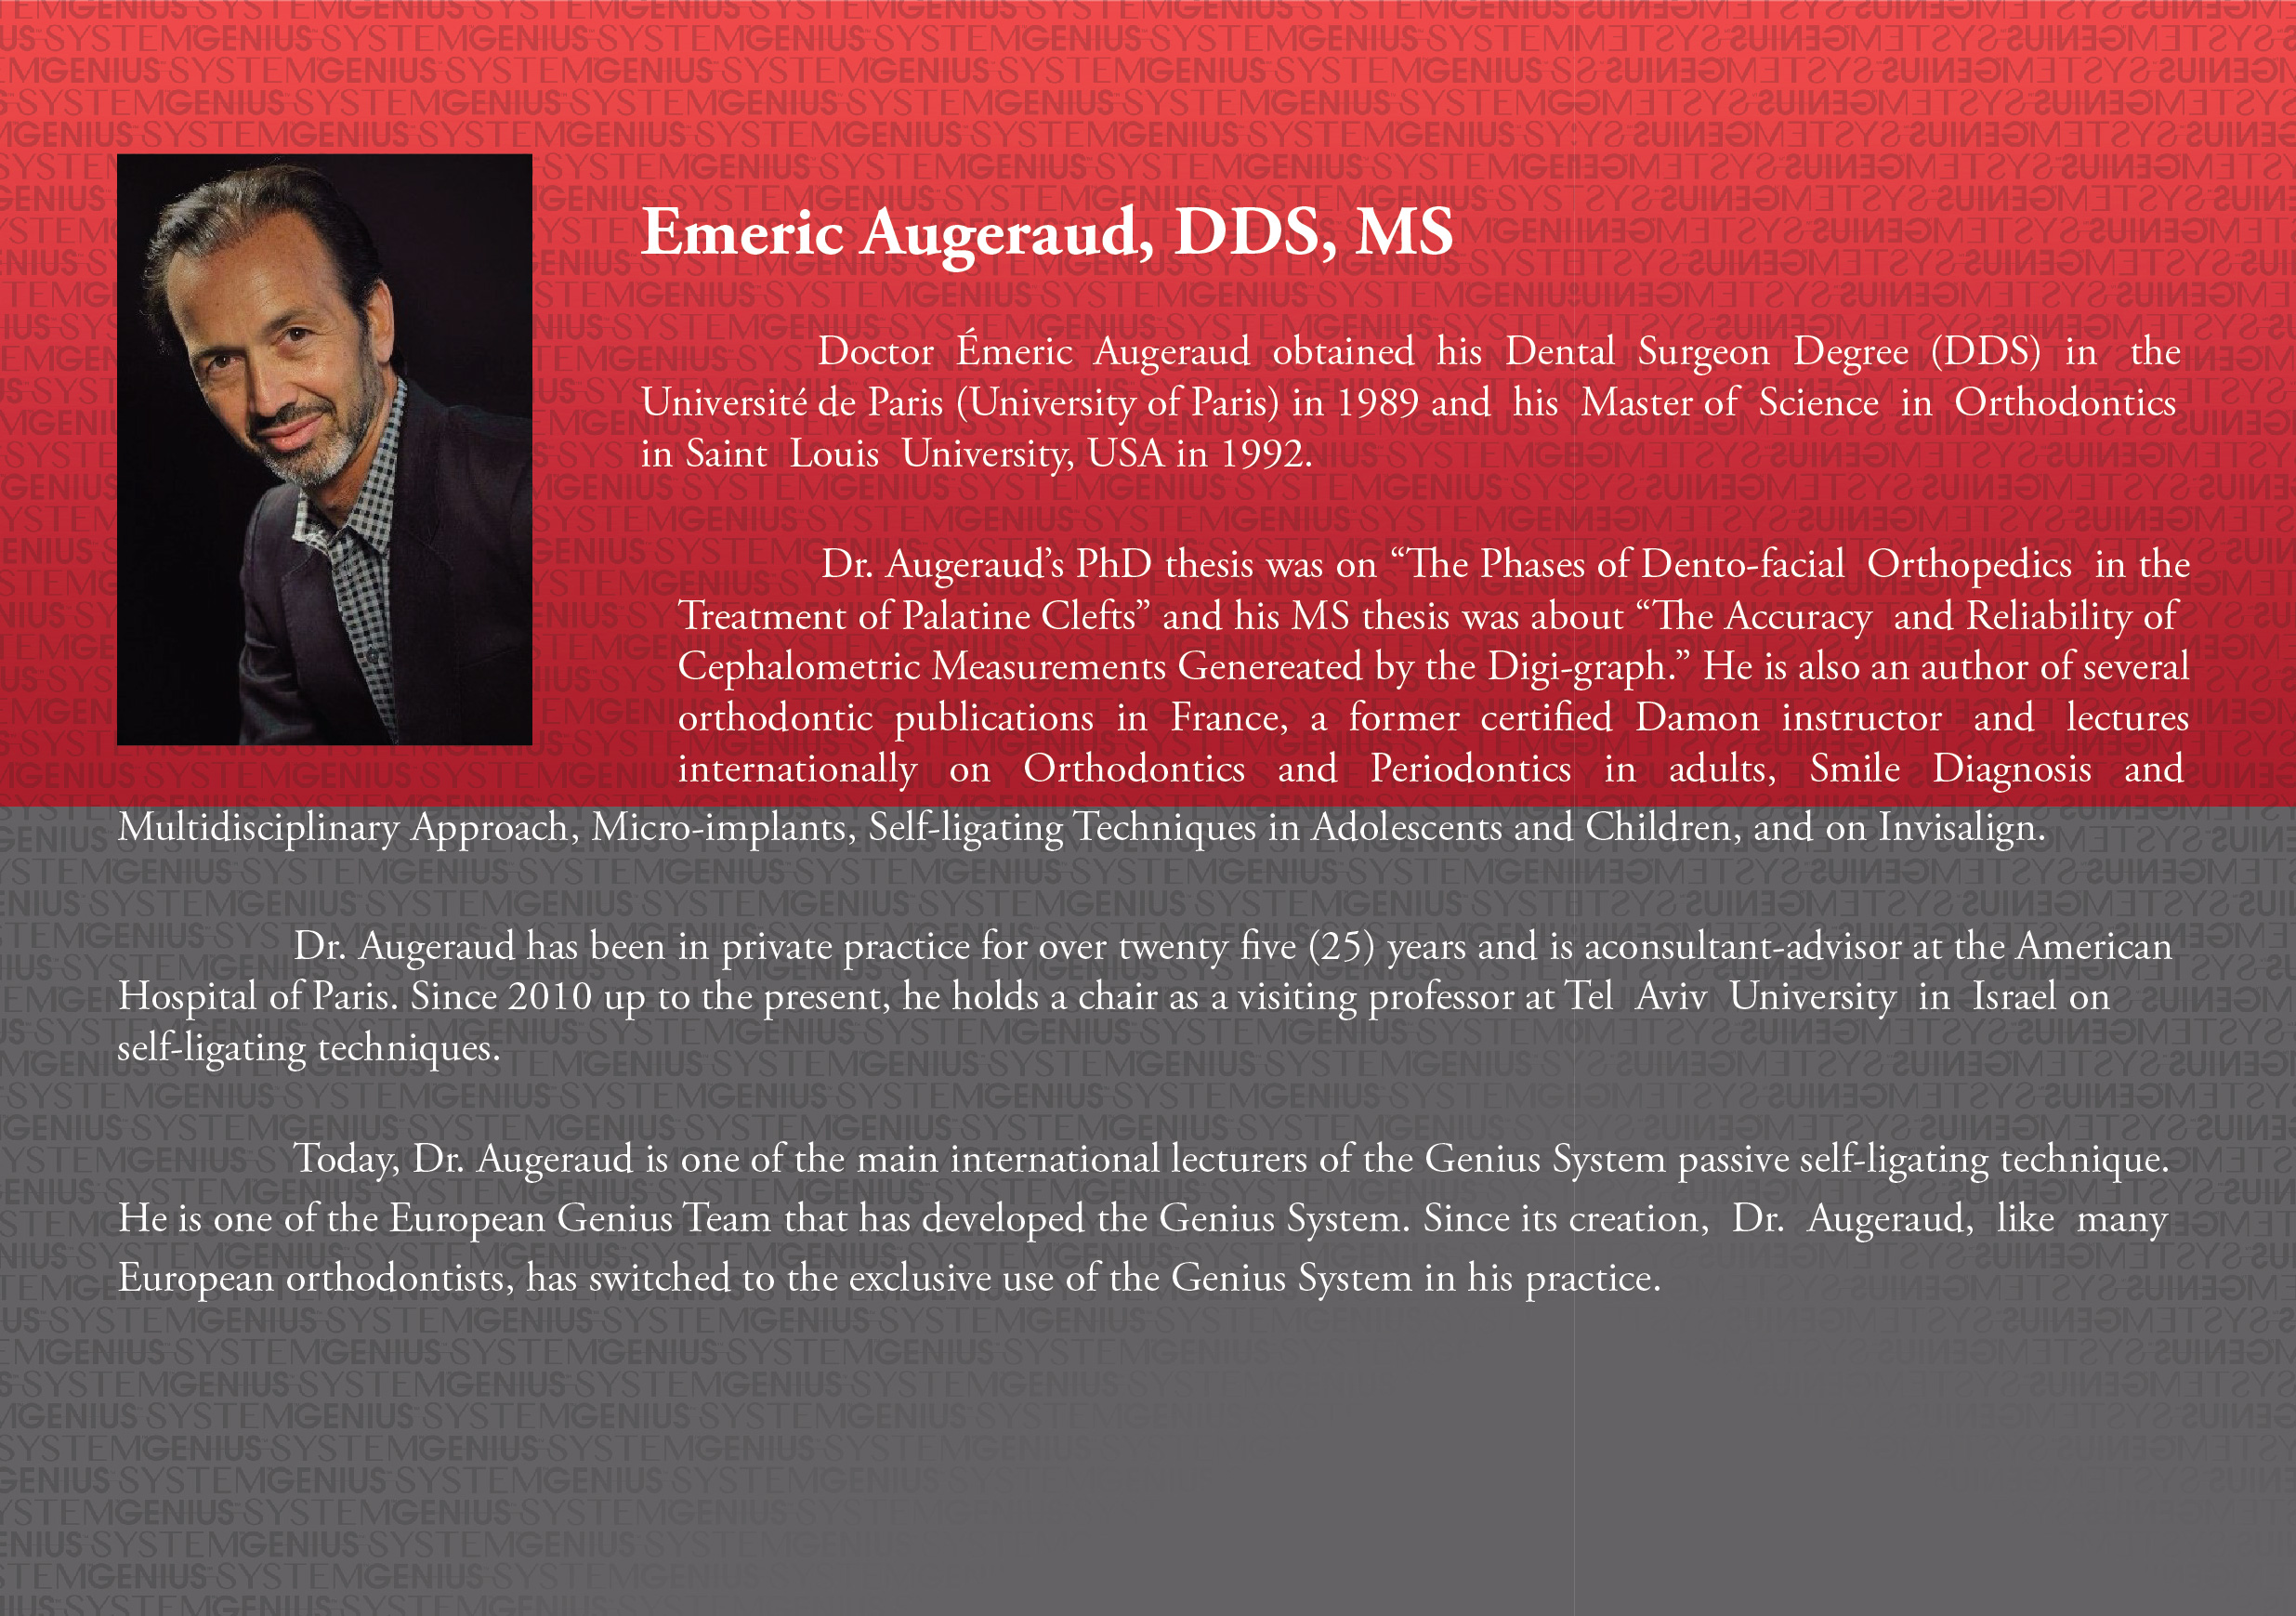 Emeric Augeraud, DDS, MS
Doctor Émeric Augeraud obtained his Dental Surgeon Degree (DDS) in the
Université de Paris (University of Paris) in 1989 and his Master of Science in Orthodontics
in Saint Louis University, USA in 1992.
Dr. Augeraud’s PhD thesis was on “The Phases of Dento-facial Orthopedics in the
Treatment of Palatine Clefts” and his MS thesis was about “The Accuracy and Reliability of
Cephalometric Measurements Genereated by the Digi-graph.” He is also an author of several
orthodontic publications in France, a former certified Damon instructor and lectures
internationally on Orthodontics and Periodontics in adults, Smile Diagnosis and
Multidisciplinary Approach, Micro-implants, Self-ligating Techniques in Adolescents and Children, and on Invisalign.
Dr. Augeraud has been in private practice for over twenty five (25) years and is aconsultant-advisor at the American
Hospital of Paris. Since 2010 up to the present, he holds a chair as a visiting professor at Tel Aviv University in Israel on
self-ligating techniques.
Today, Dr. Augeraud is one of the main international lecturers of the Genius System passive self-ligating technique.
He is one of the European Genius Team that has developed the Genius System. Since its creation, Dr. Augeraud, like many
European orthodontists, has switched to the exclusive use of the Genius System in his practice.